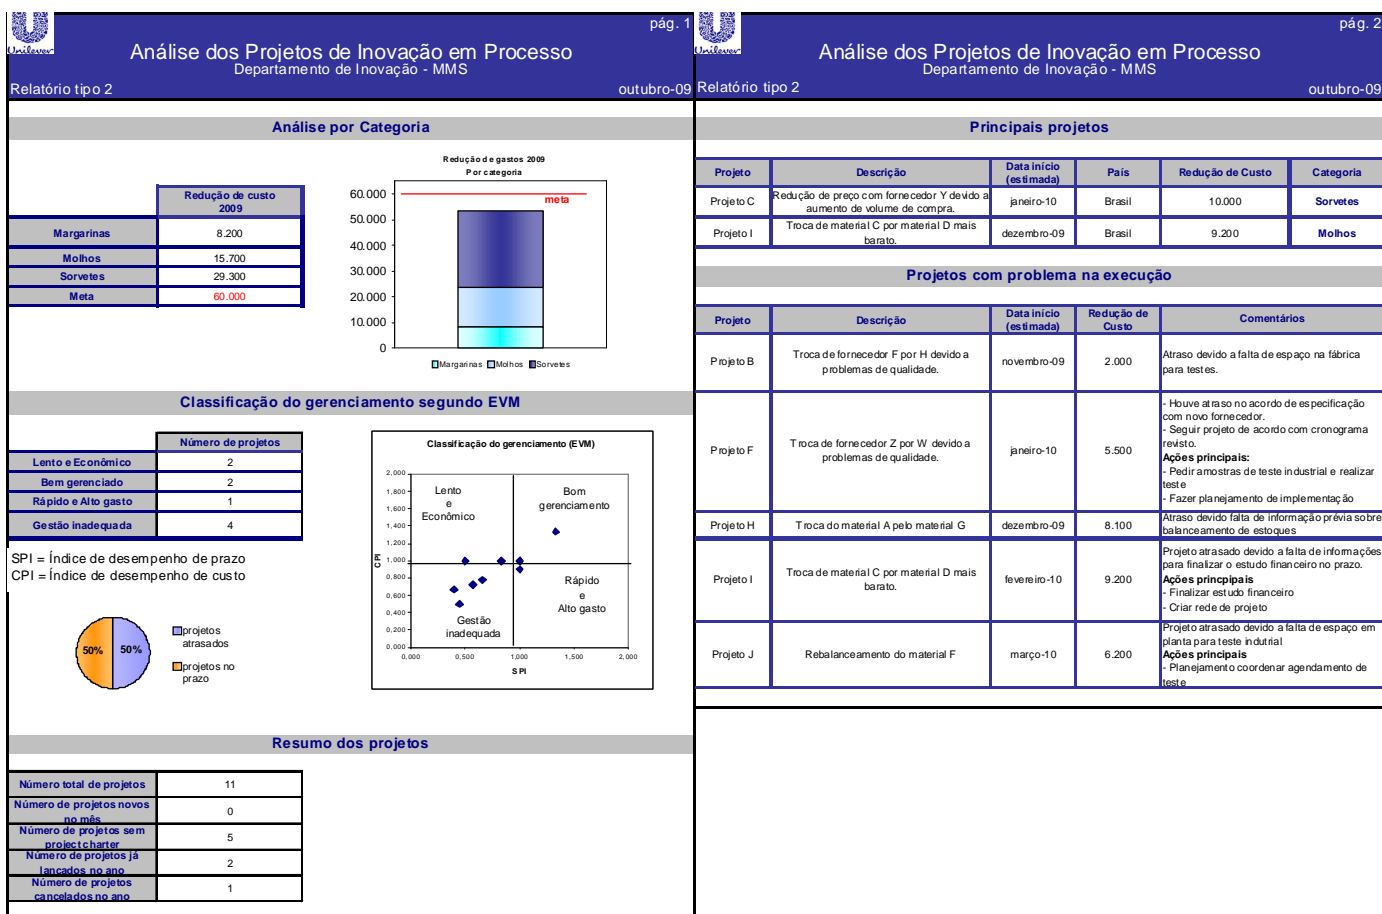 Unilever
pág. 1
Análise dos Projetos de Inovação em Processo
Departamento de Inovação - MMS
Relatório tipo 2
outubro-09
Análise por Categoria
Redução de custo
2009
Margarinas 8.200
Molhos 15.700
Sorvetes 29.300
Meta 60.000
Redução de gastos 2009
Por categoria
60.000
meta
50.000
40.000
30.000
20.000
10.000
0
Margarinas Molhos Sorvetes
Classificação do gerenciamento segundo EVM
Número de projetos
Lento e Econômico 2
Bem gerenciado 2
Rápido e Alto gasto 1
Gestão inadequada 4
SPI = Índice de desempenho de prazo
CPI = Índice de desempenho de custo
50% 50%
projetos
atrasados
projetos no
prazo
Classificação do gerenciamento (EVM)
2,000
1,800
1,600
1,400
1,200
1,000
0,800
0,600
0,400
0,200
0,000
CPI
Lento
e
Econômico
Bom
gerenciamento
Rápido
e
Alto gasto
Gestão
inadequada
0,000 0,500 1,000 1,500 2,000
SPI
Resumo dos projetos
Número total de projetos 11
Número de projetos novos
no mês
0
Número de projetos sem
project charter
5
Número de projetos já
lançados no ano
2
Número de projetos
cancelados no ano
1
Unilever
pág. 2
Análise dos Projetos de Inovação em Processo
Departamento de Inovação - MMS
Relatório tipo 2
outubro-09
Principais projetos
Projeto Descrição Data início
(estimada)
País Redução de Custo Categoria
Projeto C Redução de preço com fornecedor Y devido a
aumento de volume de compra.
janeiro-10 Brasil 10.000 Sorvetes
Projeto I Troca de material C por material D mais
barato.
dezembro-09 Brasil 9.200 Molhos
Projetos com problema na execução
Projeto Descrição Data início
(estimada)
Redução de
Custo
Comentários
Projeto B Troca de fornecedor F por H devido a
problemas de qualidade.
novembro-09 2.000 Atraso devido a falta de espaço na fábrica
para testes.
Projeto F Troca de fornecedor Z por W devido a
problemas de qualidade.
janeiro-10 5.500
- Houve atraso no acordo de especificação
com novo fornecedor.
- Seguir projeto de acordo com cronograma
revisto.
Ações principais:
- Pedir amostras de teste industrial e realizar
teste
- Fazer planejamento de implementação
Projeto H Troca do material A pelo material G dezembro-09 8.100
Atraso devido falta de informação prévia sobre
balanceamento de estoques
Projeto I Troca de material C por material D mais
barato.
fevereiro-10 9.200
Projeto atrasado devido a falta de informações
para finalizar o estudo financeiro no prazo.
Ações princpipais
- Finalizar estudo financeiro
- Criar rede de projeto
Projeto J Rebalanceamento do material F março-10 6.200
Projeto atrasado devido a falta de espaço em
planta para teste indutrial
Ações principais
- Planejamento coordenar agendamento de
teste